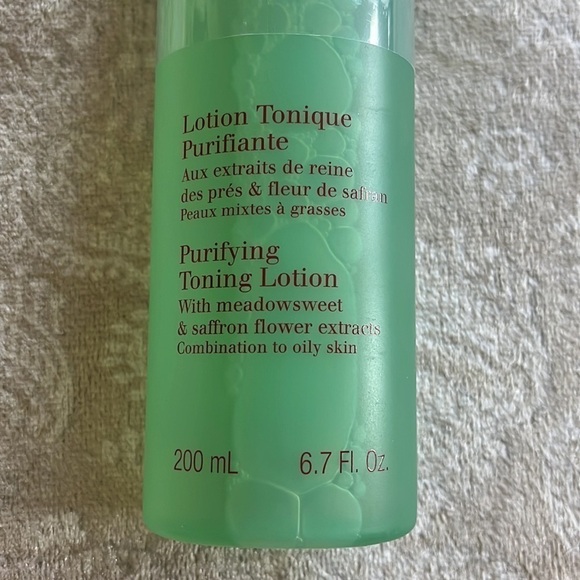 Lotion Tonique
Purifiante
Aux extraits de reine
des prés & fleur de safran
Peaux mixtes à grasses
Purifying
Toning Lotion
With meadowsweet
& saffron flower extracts
Combination to oily skin
200 mL 6.7 Fl. Oz.